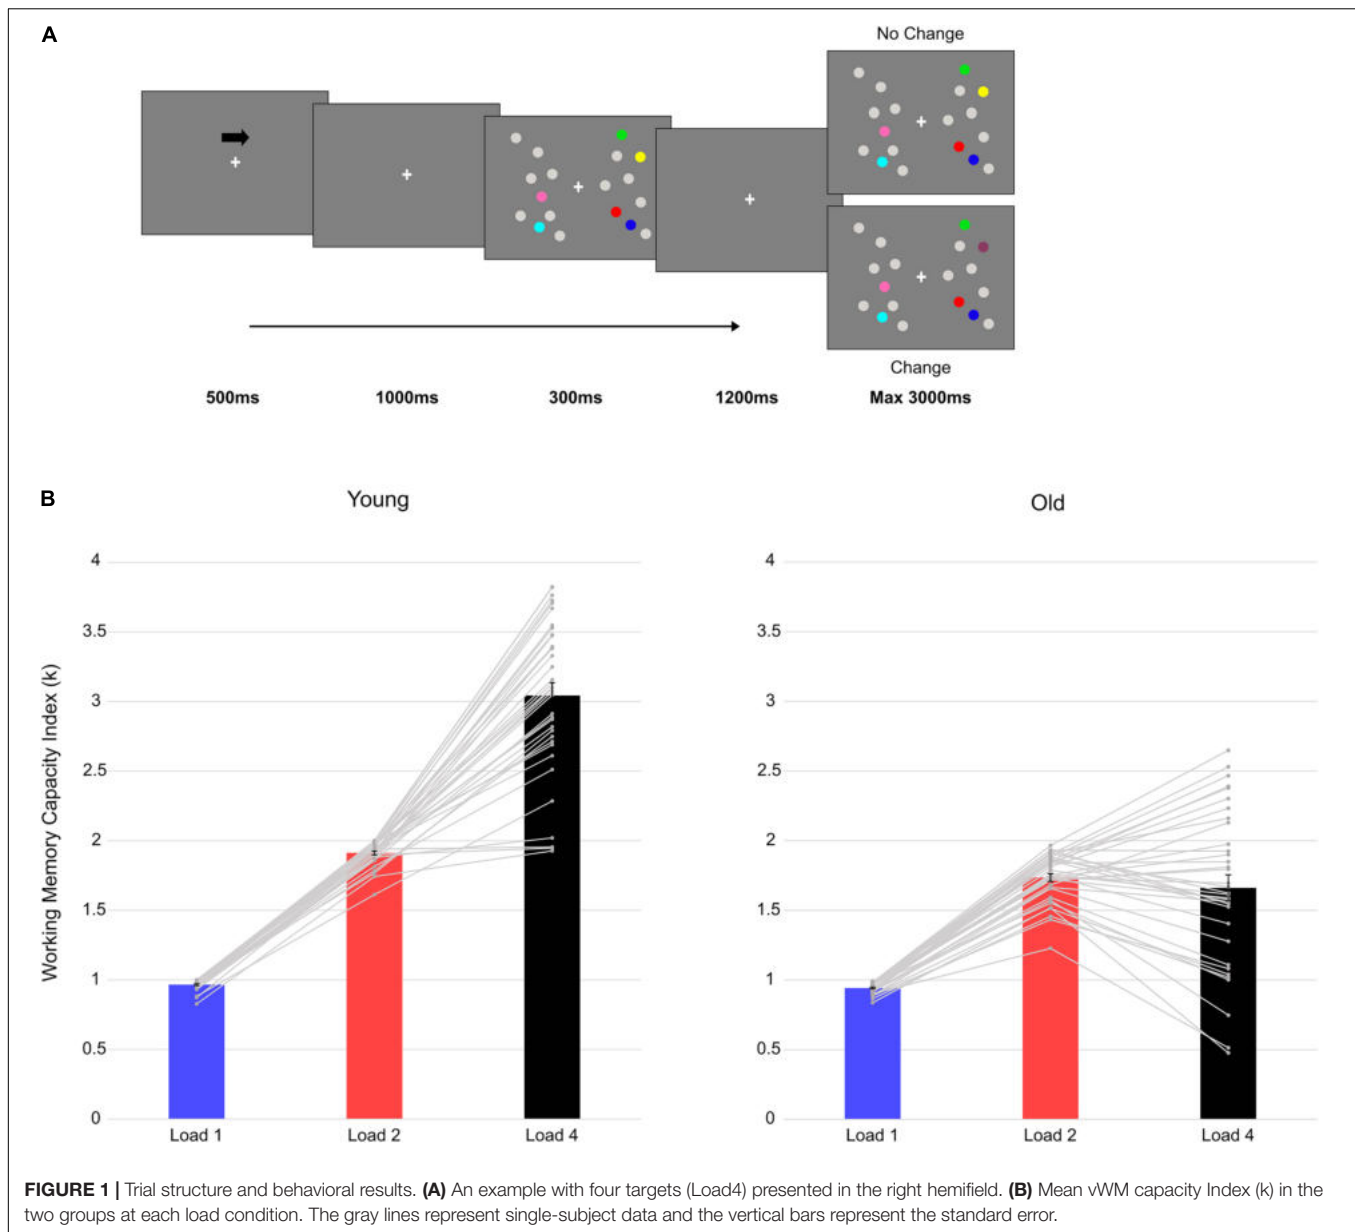 A
No Change
Change
500ms
1000ms
300ms
1200ms
Max 3000ms
B
Young
Old
Working Memory Capacity Index (k)
4
3.5
3
2.5
2
1.5
1
0.5
0
Load 1
Load 2
Load 4
4
3.5
3
2.5
2
1.5
1
0.5
0
Load 1
Load 2
Load 4
FIGURE 1 | Trial structure and behavioral results. (A) An example with four targets (Load4) presented in the right hemifield. (B) Mean vWM capacity Index (k) in the
two groups at each load condition. The gray lines represent single-subject data and the vertical bars represent the standard error.